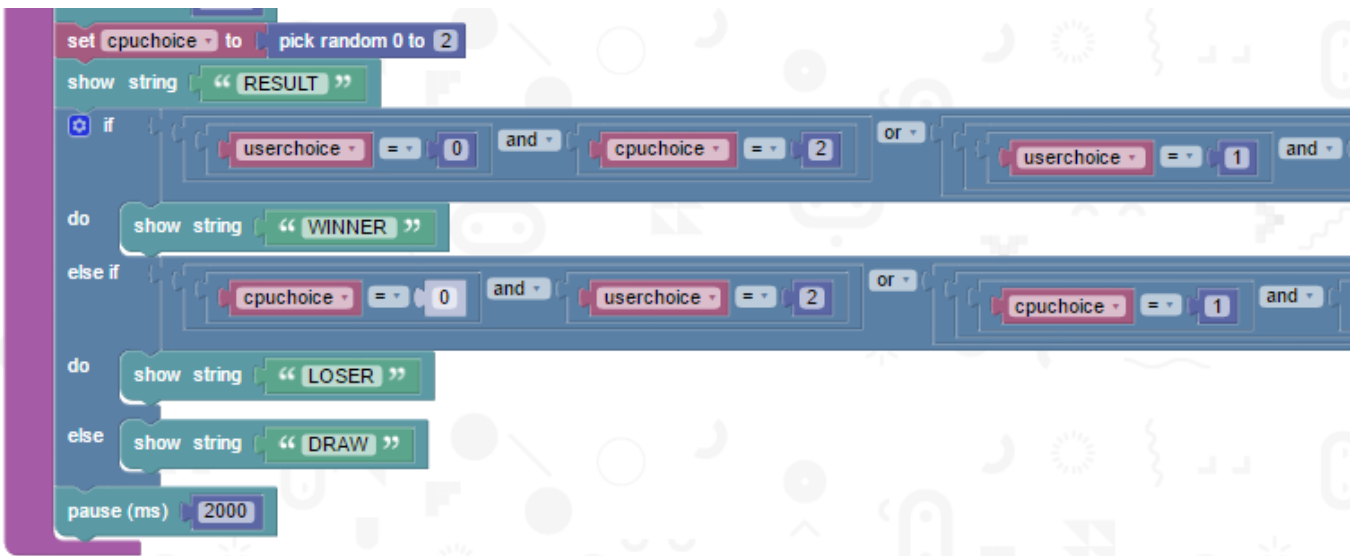 set cpuchoice to pick random 0 to 2
show string “ RESULT ”
if userchoice = 0 and cpuchoice = 2 or userchoice = 1 and
do show string “ WINNER ”
else if cpuchoice = 0 and userchoice = 2 or cpuchoice = 1 and
do show string “ LOSER ”
else show string “ DRAW ”
pause (ms) 2000